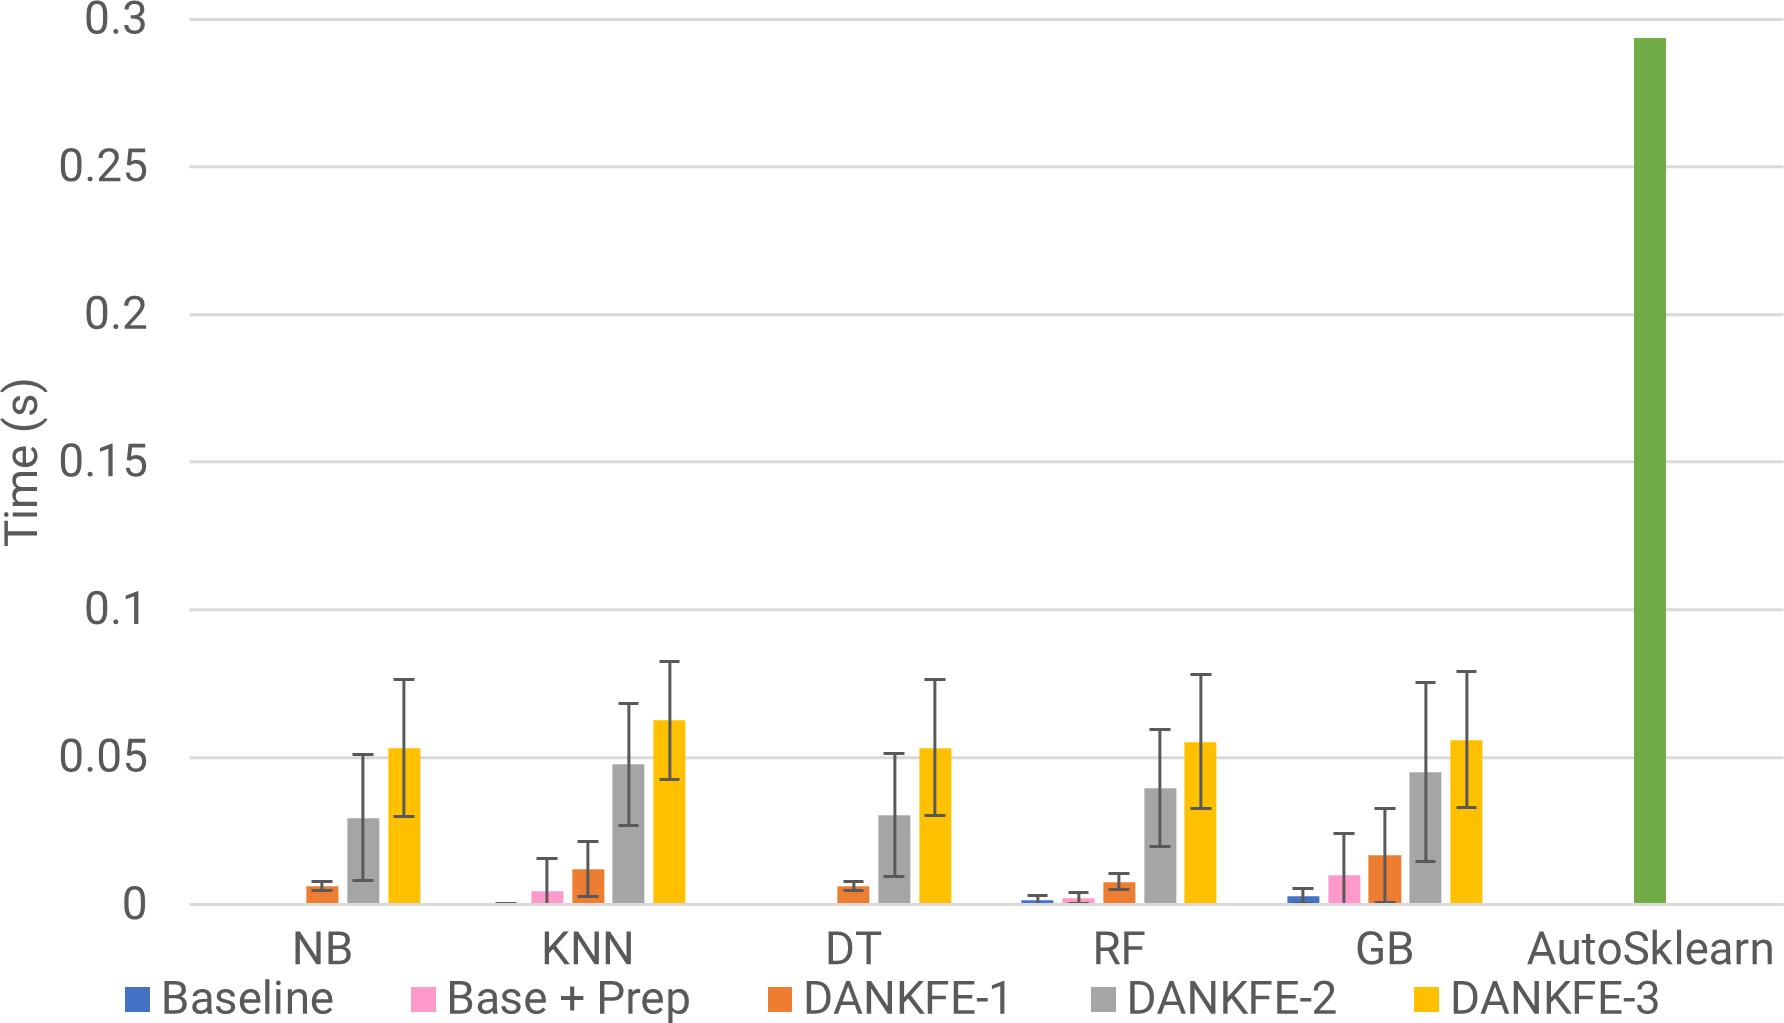 0.3
0.25
0.2
0.15
0.1
0.05
0
Time (s)
NB KNN DT RF GB AutoSklearn
Baseline Base + Prep DANKFE-1 DANKFE-2 DANKFE-3